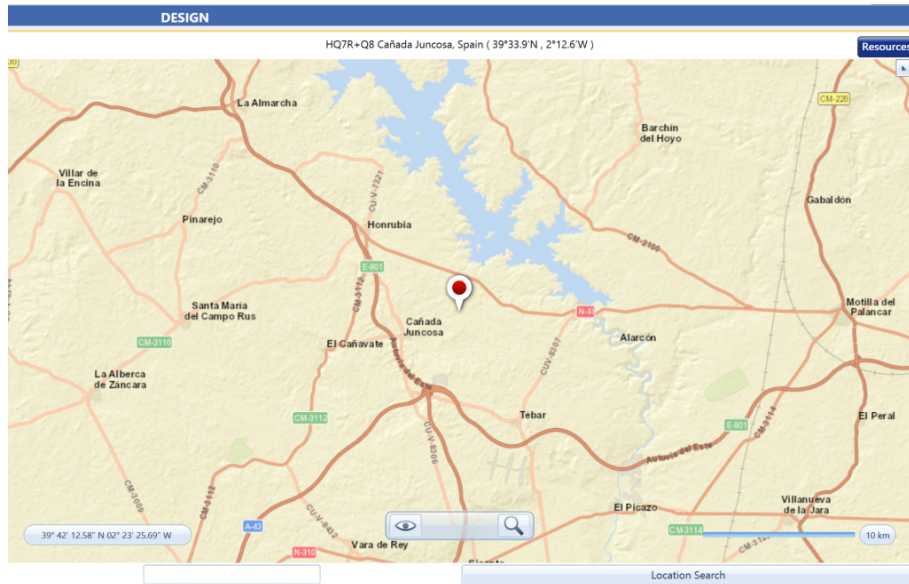 DESIGN
HQ7R+Q8 Cañada Juncosa, Spain ( 39°33.9'N , 2°12.6'W )
Resources
La Almarcha
CM-220
Barchín
del Hoyo
Villar de
la Encina
CM-3110
CU-V-7321
Gabaldón
Pinarejo
Honrubia
CM-3100
E-901
CM-3112
Santa María
del Campo Rus
Motilla del
Palancar
N-III
Cañada
Juncosa
Alarcón
El Cañavate
CM-3110
CUV-8307
Autovía del Este
La Alberca
de Záncara
CM-3112
Tébar
CM-3114
El Peral
E-901
CU-V-8306
Autovía del Este
CM-3009
CM-3112
Villanueva
de la Jara
El Picazo
CU-V-8432
A-43
CM-3114
39° 42' 12.58" N 02° 23' 25.69" W
10 km
N-310
Vara de Rey
Location Search